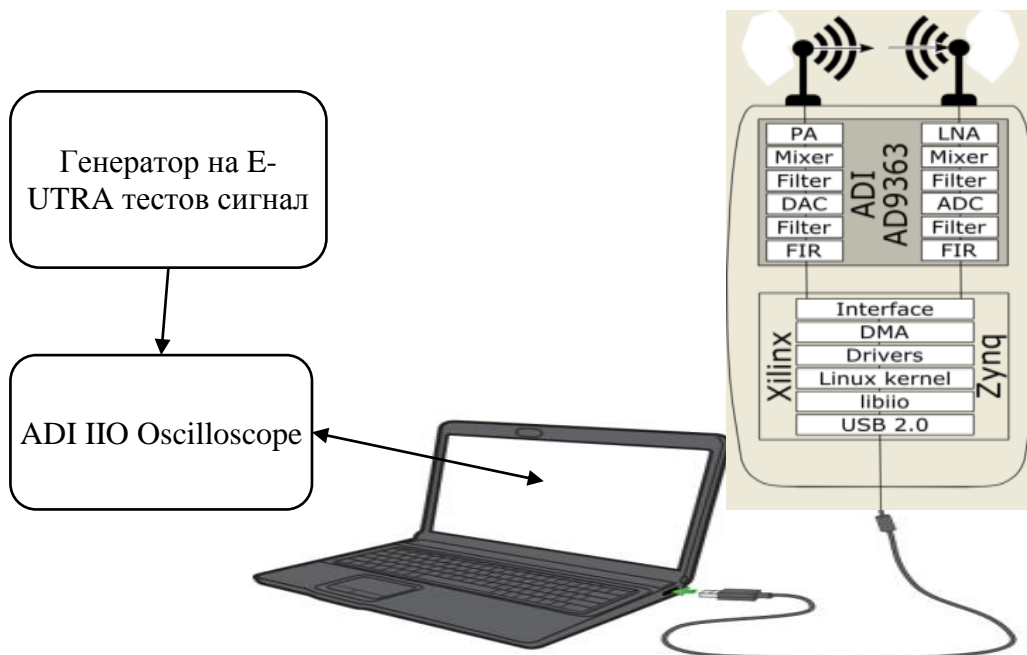 Генератор на E-
UTRA тестов сигнал
ADI IIO Oscilloscope
PA
Mixer
Filter
DAC
Filter
FIR
ADI
AD9363
LNA
Mixer
Filter
ADC
Filter
FIR
Xilinx
Interface
DMA
Drivers
Linux kernel
libiio
USB 2.0
Zynq